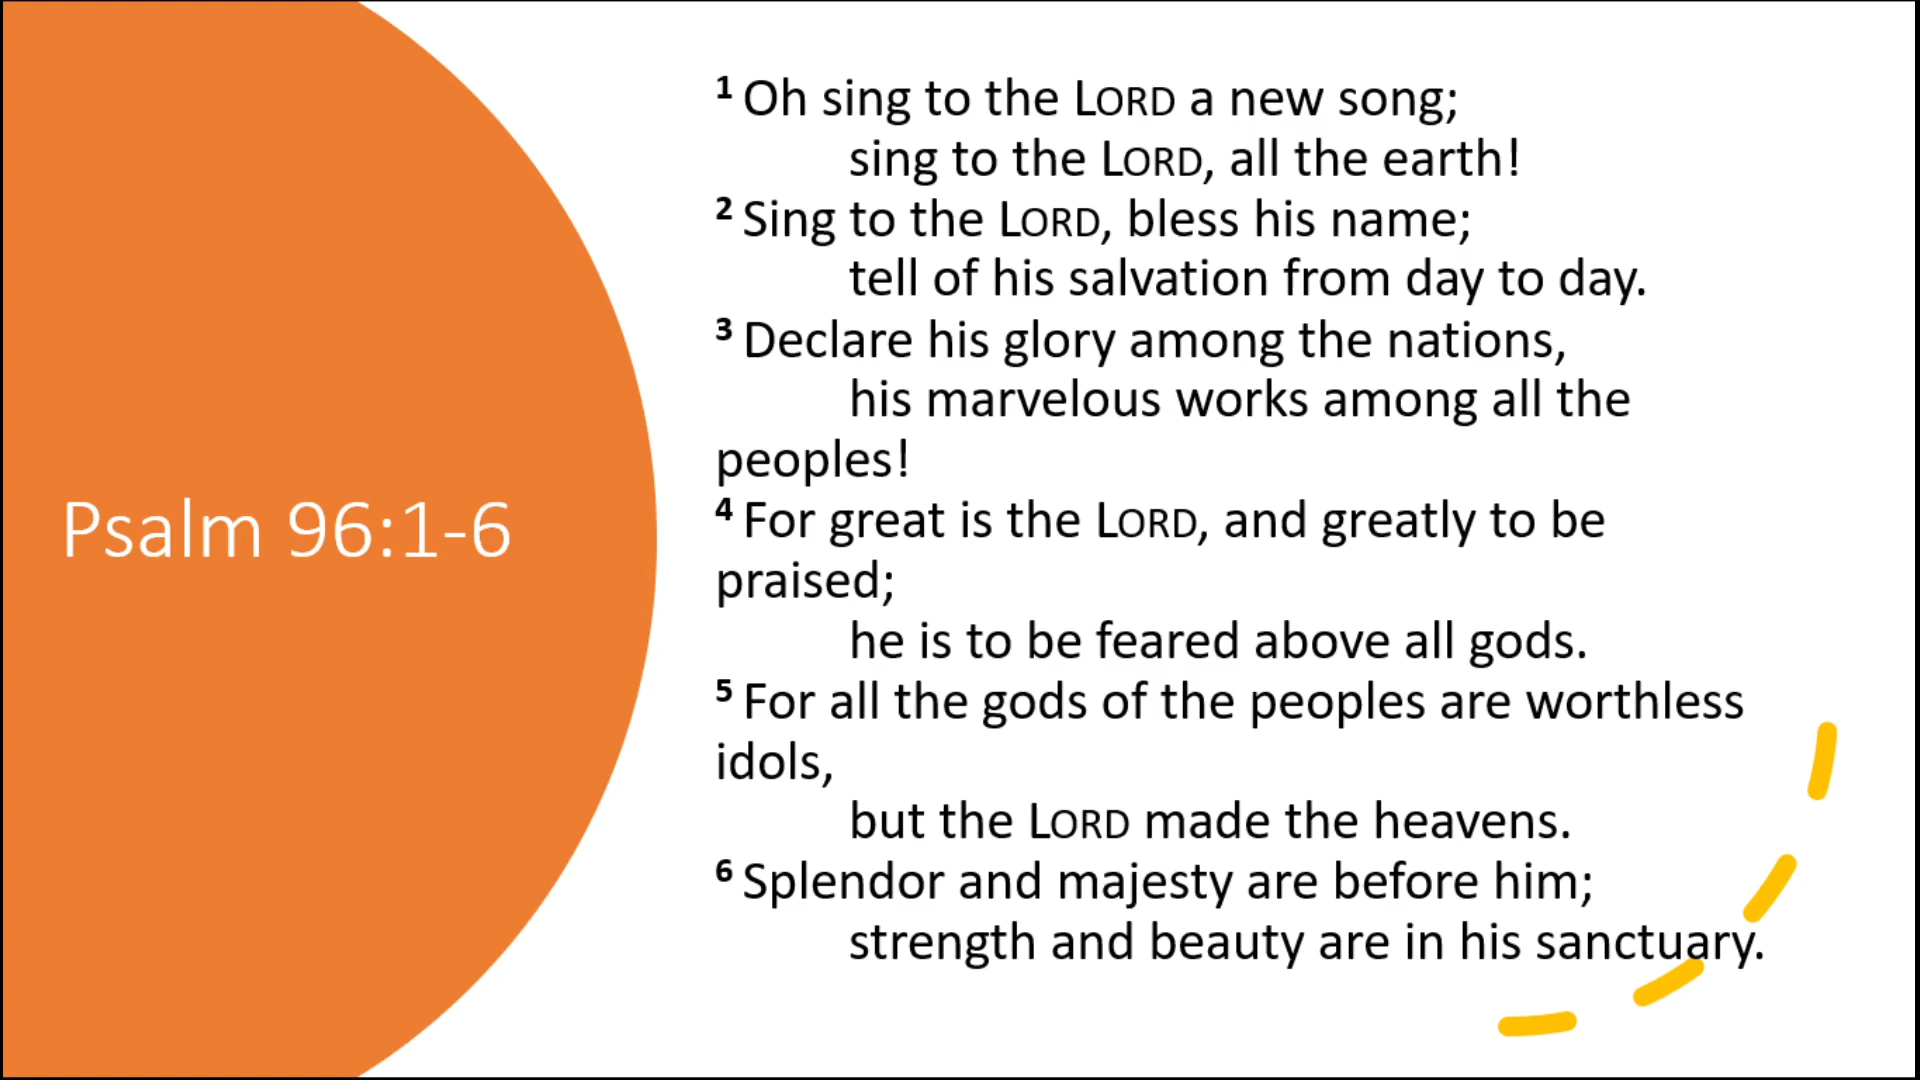 Psalm 96:1-6
1 Oh sing to the LORD a new song;
sing to the LORD, all the earth!
2 Sing to the LORD, bless his name;
tell of his salvation from day to day.
3 Declare his glory among the nations,
his marvelous works among all the
peoples!
4 For great is the LORD, and greatly to be
praised;
he is to be feared above all gods.
5 For all the gods of the peoples are worthless
idols,
but the LORD made the heavens.
6 Splendor and majesty are before him;
strength and beauty are in his sanctuary.